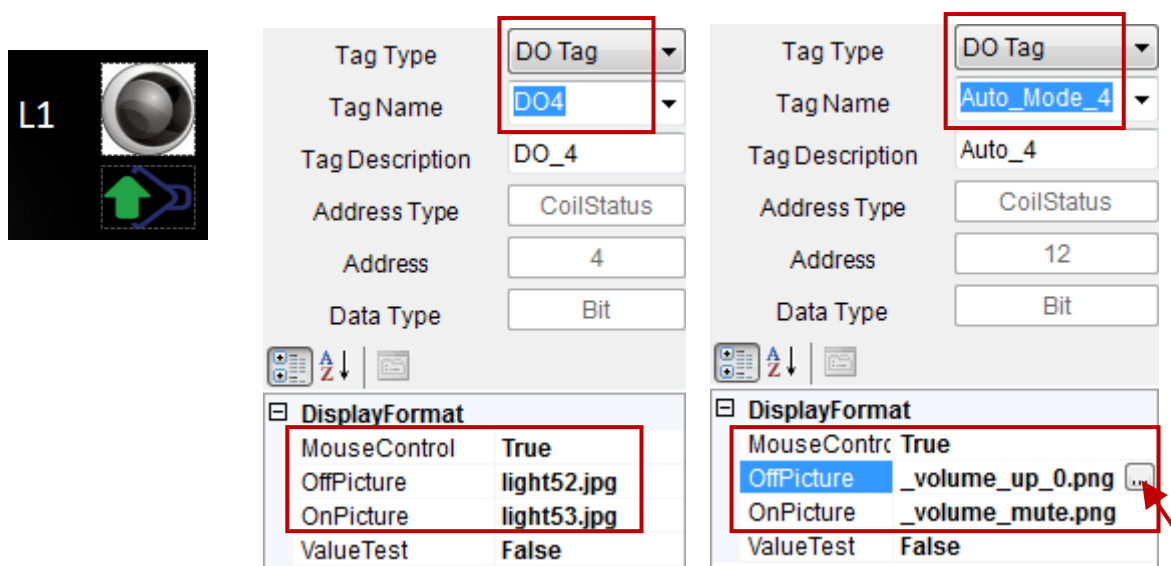 L1
Tag Type DO Tag
Tag Name DO4
Tag Description DO_4
Address Type CoilStatus
Address 4
Data Type Bit
A
Z
DisplayFormat
MouseControl True
OffPicture light52.jpg
OnPicture light53.jpg
ValueTest False
Tag Type DO Tag
Tag Name Auto_Mode_4
Tag Description Auto_4
Address Type CoilStatus
Address 12
Data Type Bit
A
Z
DisplayFormat
MouseContrc True
OffPicture _volume_up_0.png ...
OnPicture _volume_mute.png
ValueTest False